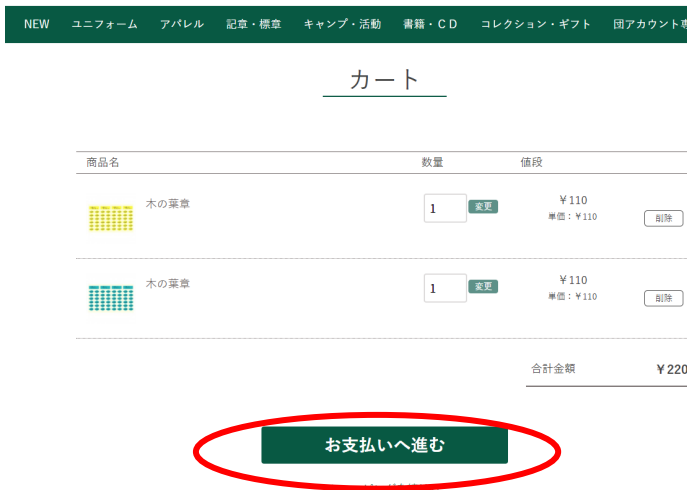 NEW ユニフォーム アパレル 記章・標章 キャンプ・活動 書籍・ＣＤ コレクション・ギフト 団アカウント専
カート
商品名 数量 値段
木の葉章 1 変更 ￥110 削除
単価：￥110
木の葉章 1 変更 ￥110 削除
単価：￥110
合計金額 ￥220
お支払いへ進む